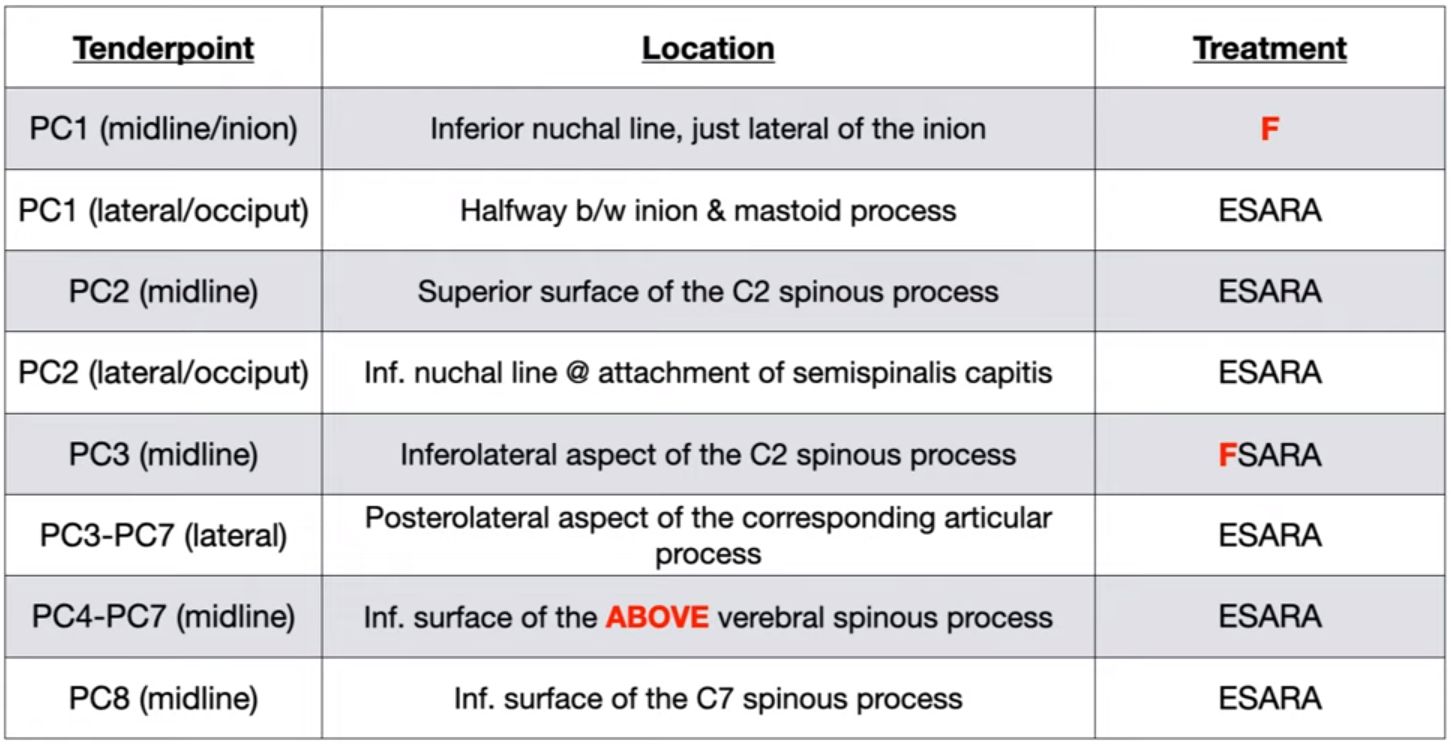 Tenderpoint Location Treatment
PC1 (midline/inion) Inferior nuchal line, just lateral of the inion F
PC1 (lateral/occiput) Halfway b/w inion & mastoid process ESARA
PC2 (midline) Superior surface of the C2 spinous process ESARA
PC2 (lateral/occiput) Inf. nuchal line @ attachment of semispinalis capitis ESARA
PC3 (midline) Inferolateral aspect of the C2 spinous process FSARA
PC3-PC7 (lateral) Posterolateral aspect of the corresponding articular
process ESARA
PC4-PC7 (midline) Inf. surface of the ABOVE verebral spinous process ESARA
PC8 (midline) Inf. surface of the C7 spinous process ESARA